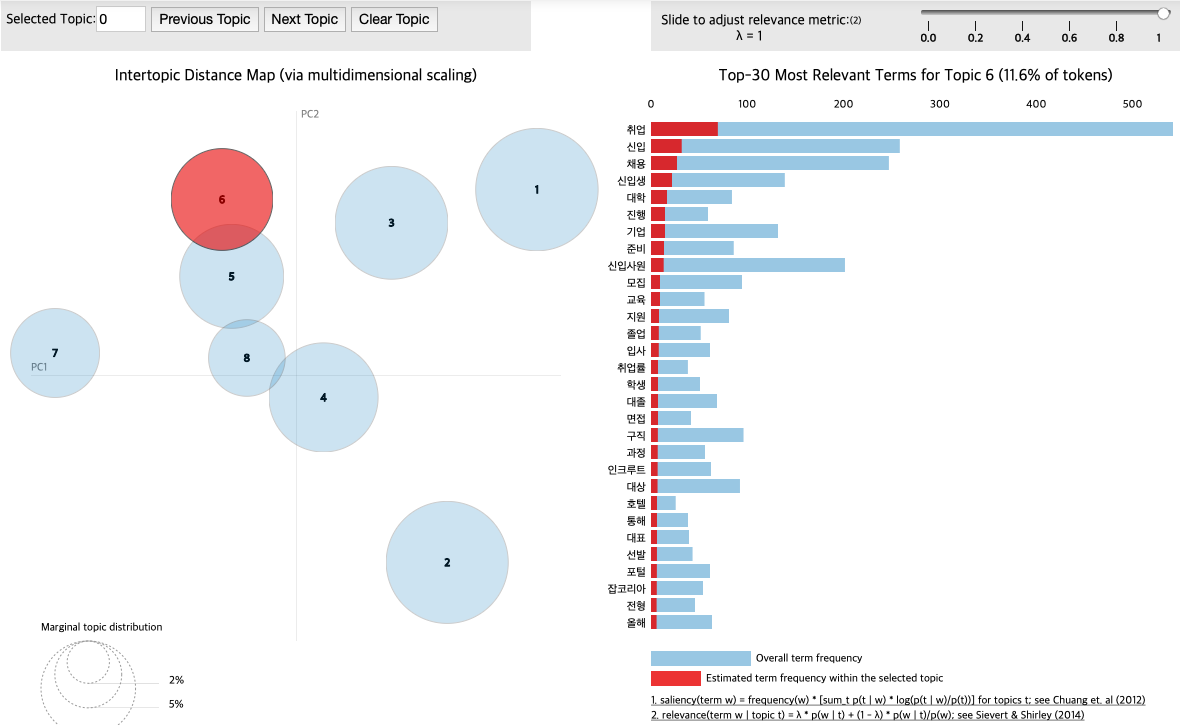 Selected Topic: 0 Previous Topic Next Topic Clear Topic
Slide to adjust relevance metric:(2)
λ = 1
0.0 0.2 0.4 0.6 0.8 1
Intertopic Distance Map (via multidimensional scaling)
PC2
1
6
3
5
7
8
PC1
4
2
Marginal topic distribution
2%
5%
Top-30 Most Relevant Terms for Topic 6 (11.6% of tokens)
0 100 200 300 400 500
취업
신입
채용
신입생
대학
진행
기업
준비
신입사원
모집
교육
지원
졸업
입사
취업률
학생
대졸
면접
구직
과정
인크루트
대상
호텔
통해
대표
선발
포털
잡코리아
전형
올해
Overall term frequency
Estimated term frequency within the selected topic
1. saliency(term w) = frequency(w) * [sum_t p(t | w) * log(p(t | w)/p(t))] for topics t; see Chuang et. al (2012)
2. relevance(term w | topic t) = λ * p(w | t) + (1 - λ) * p(w | t)/p(w); see Sievert & Shirley (2014)